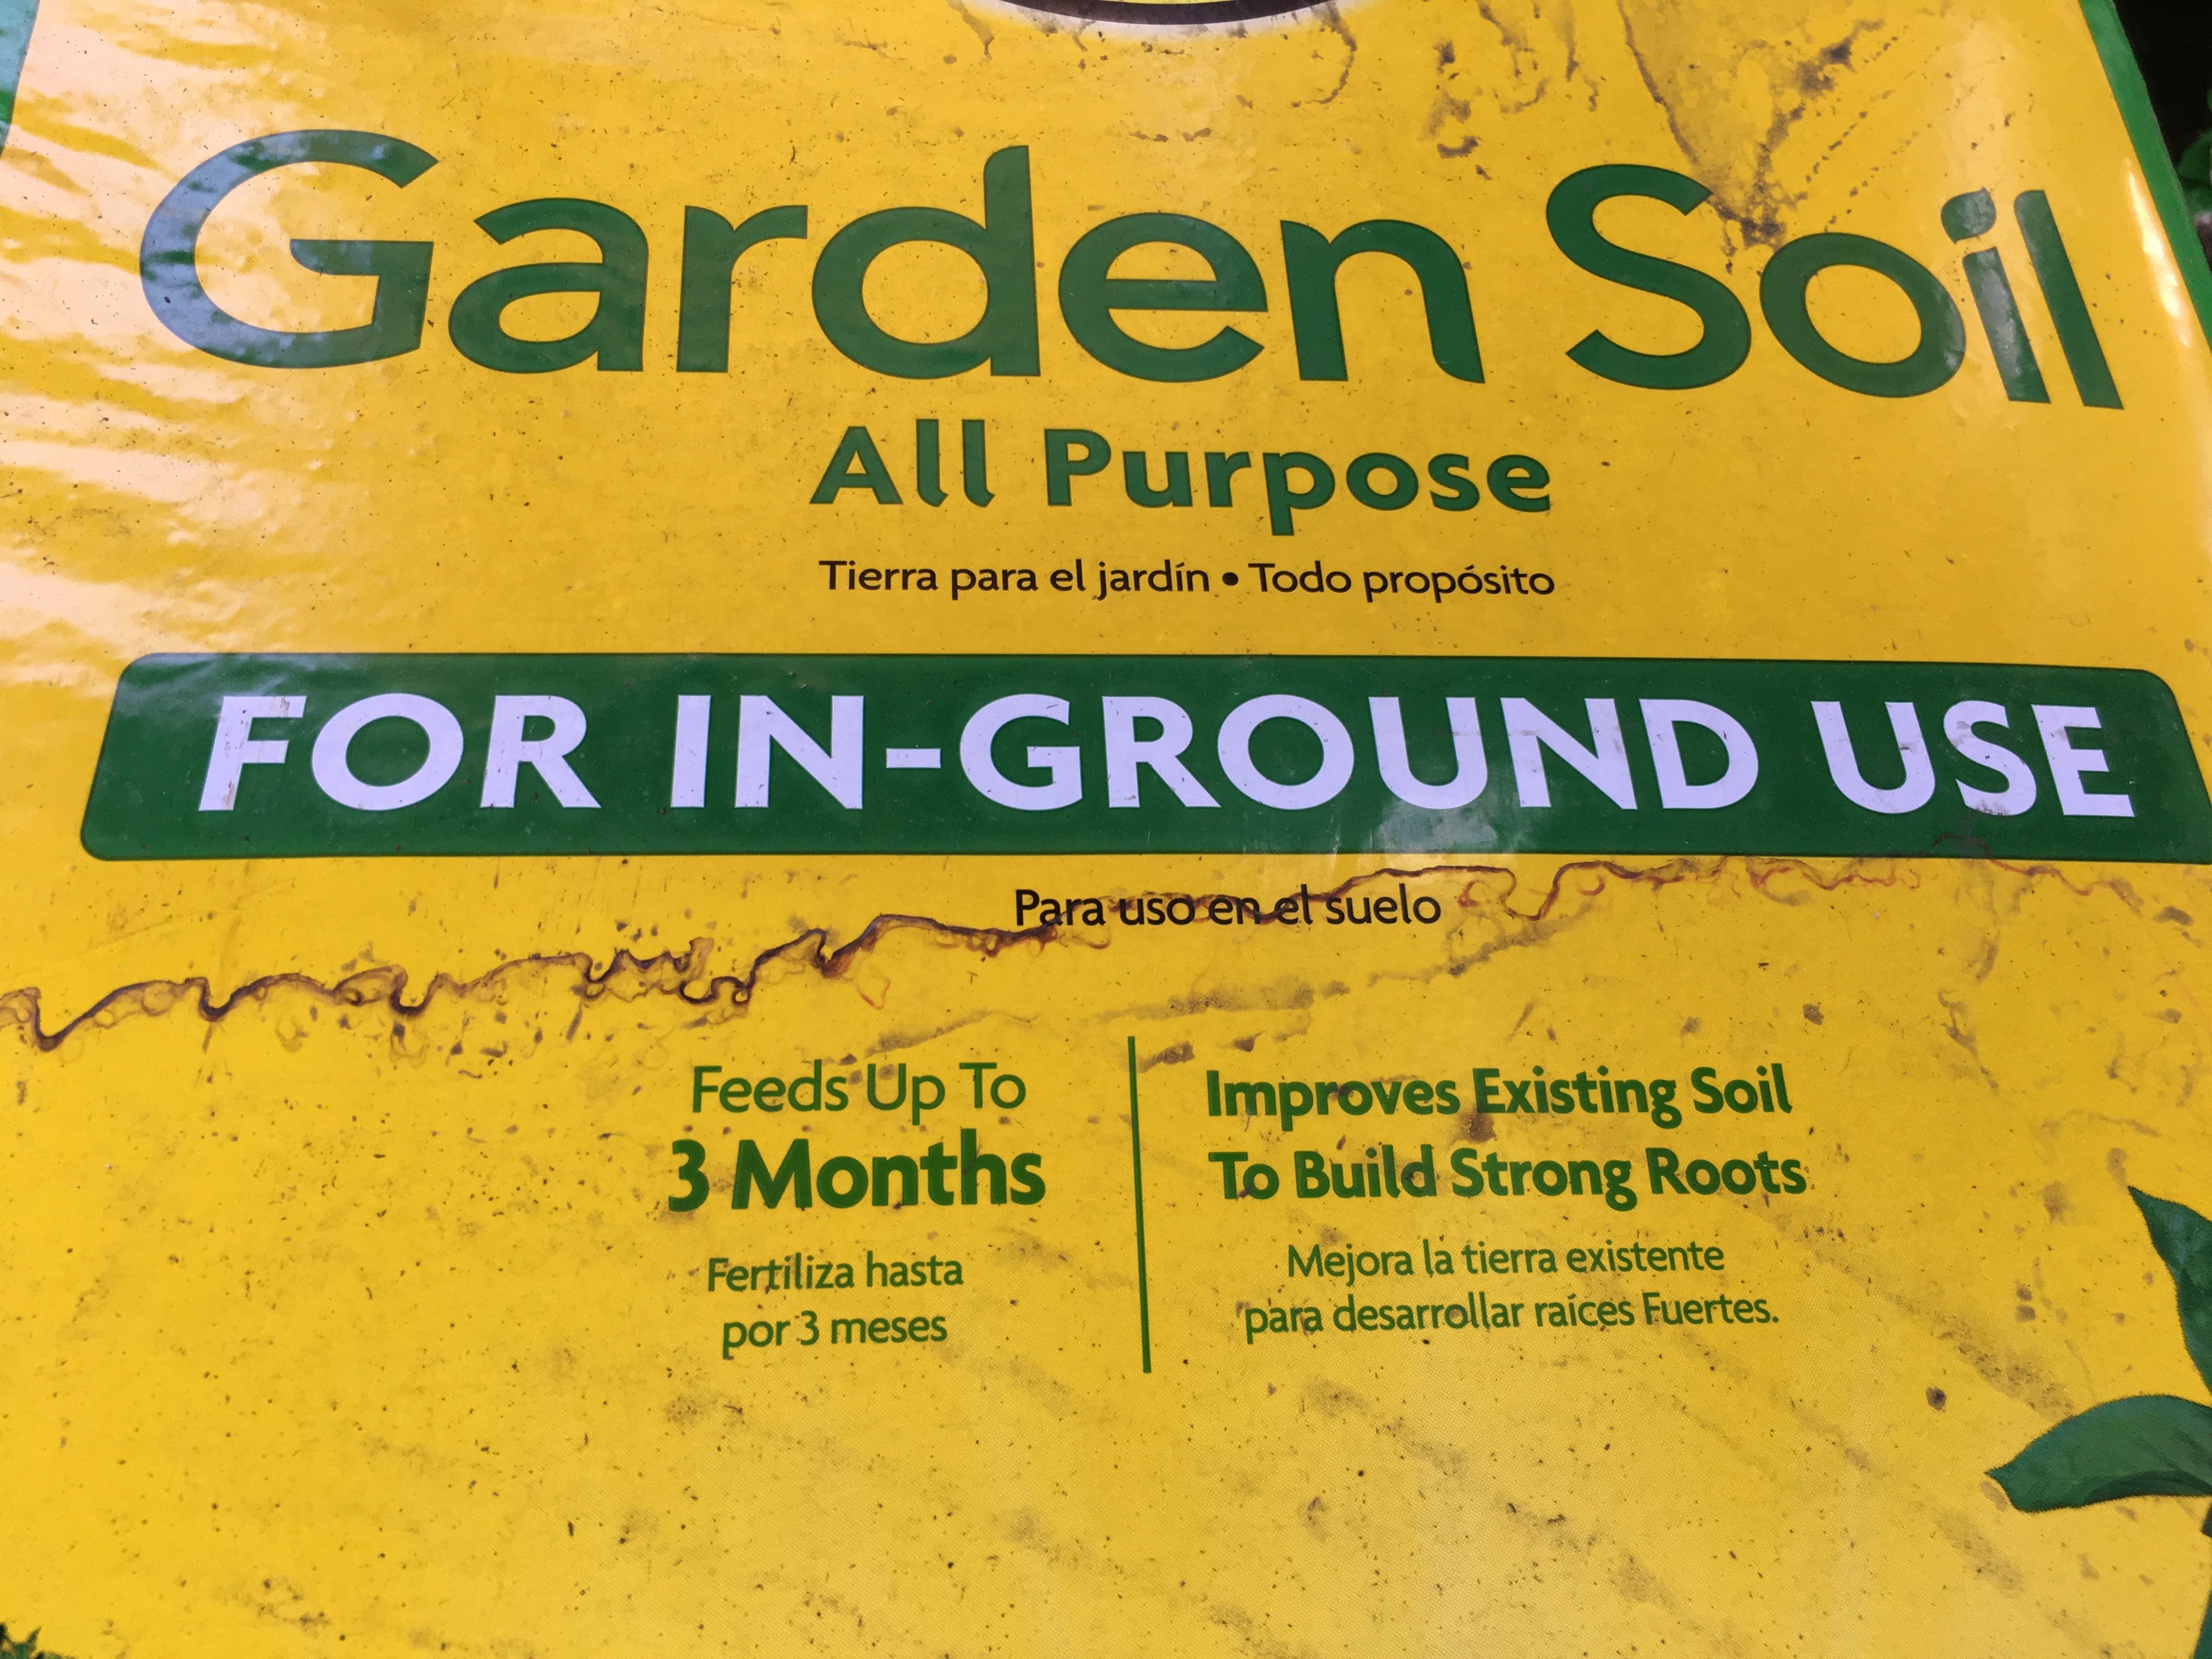 Garden Soil
All Purpose
Tierra para el jardín • Todo propósito
FOR IN-GROUND USE
Para uso en el suelo
Feeds Up To
3 Months
Fertiliza hasta
por 3 meses
Improves Existing Soil
To Build Strong Roots
Mejora la tierra existente
para desarrollar raíces Fuertes.